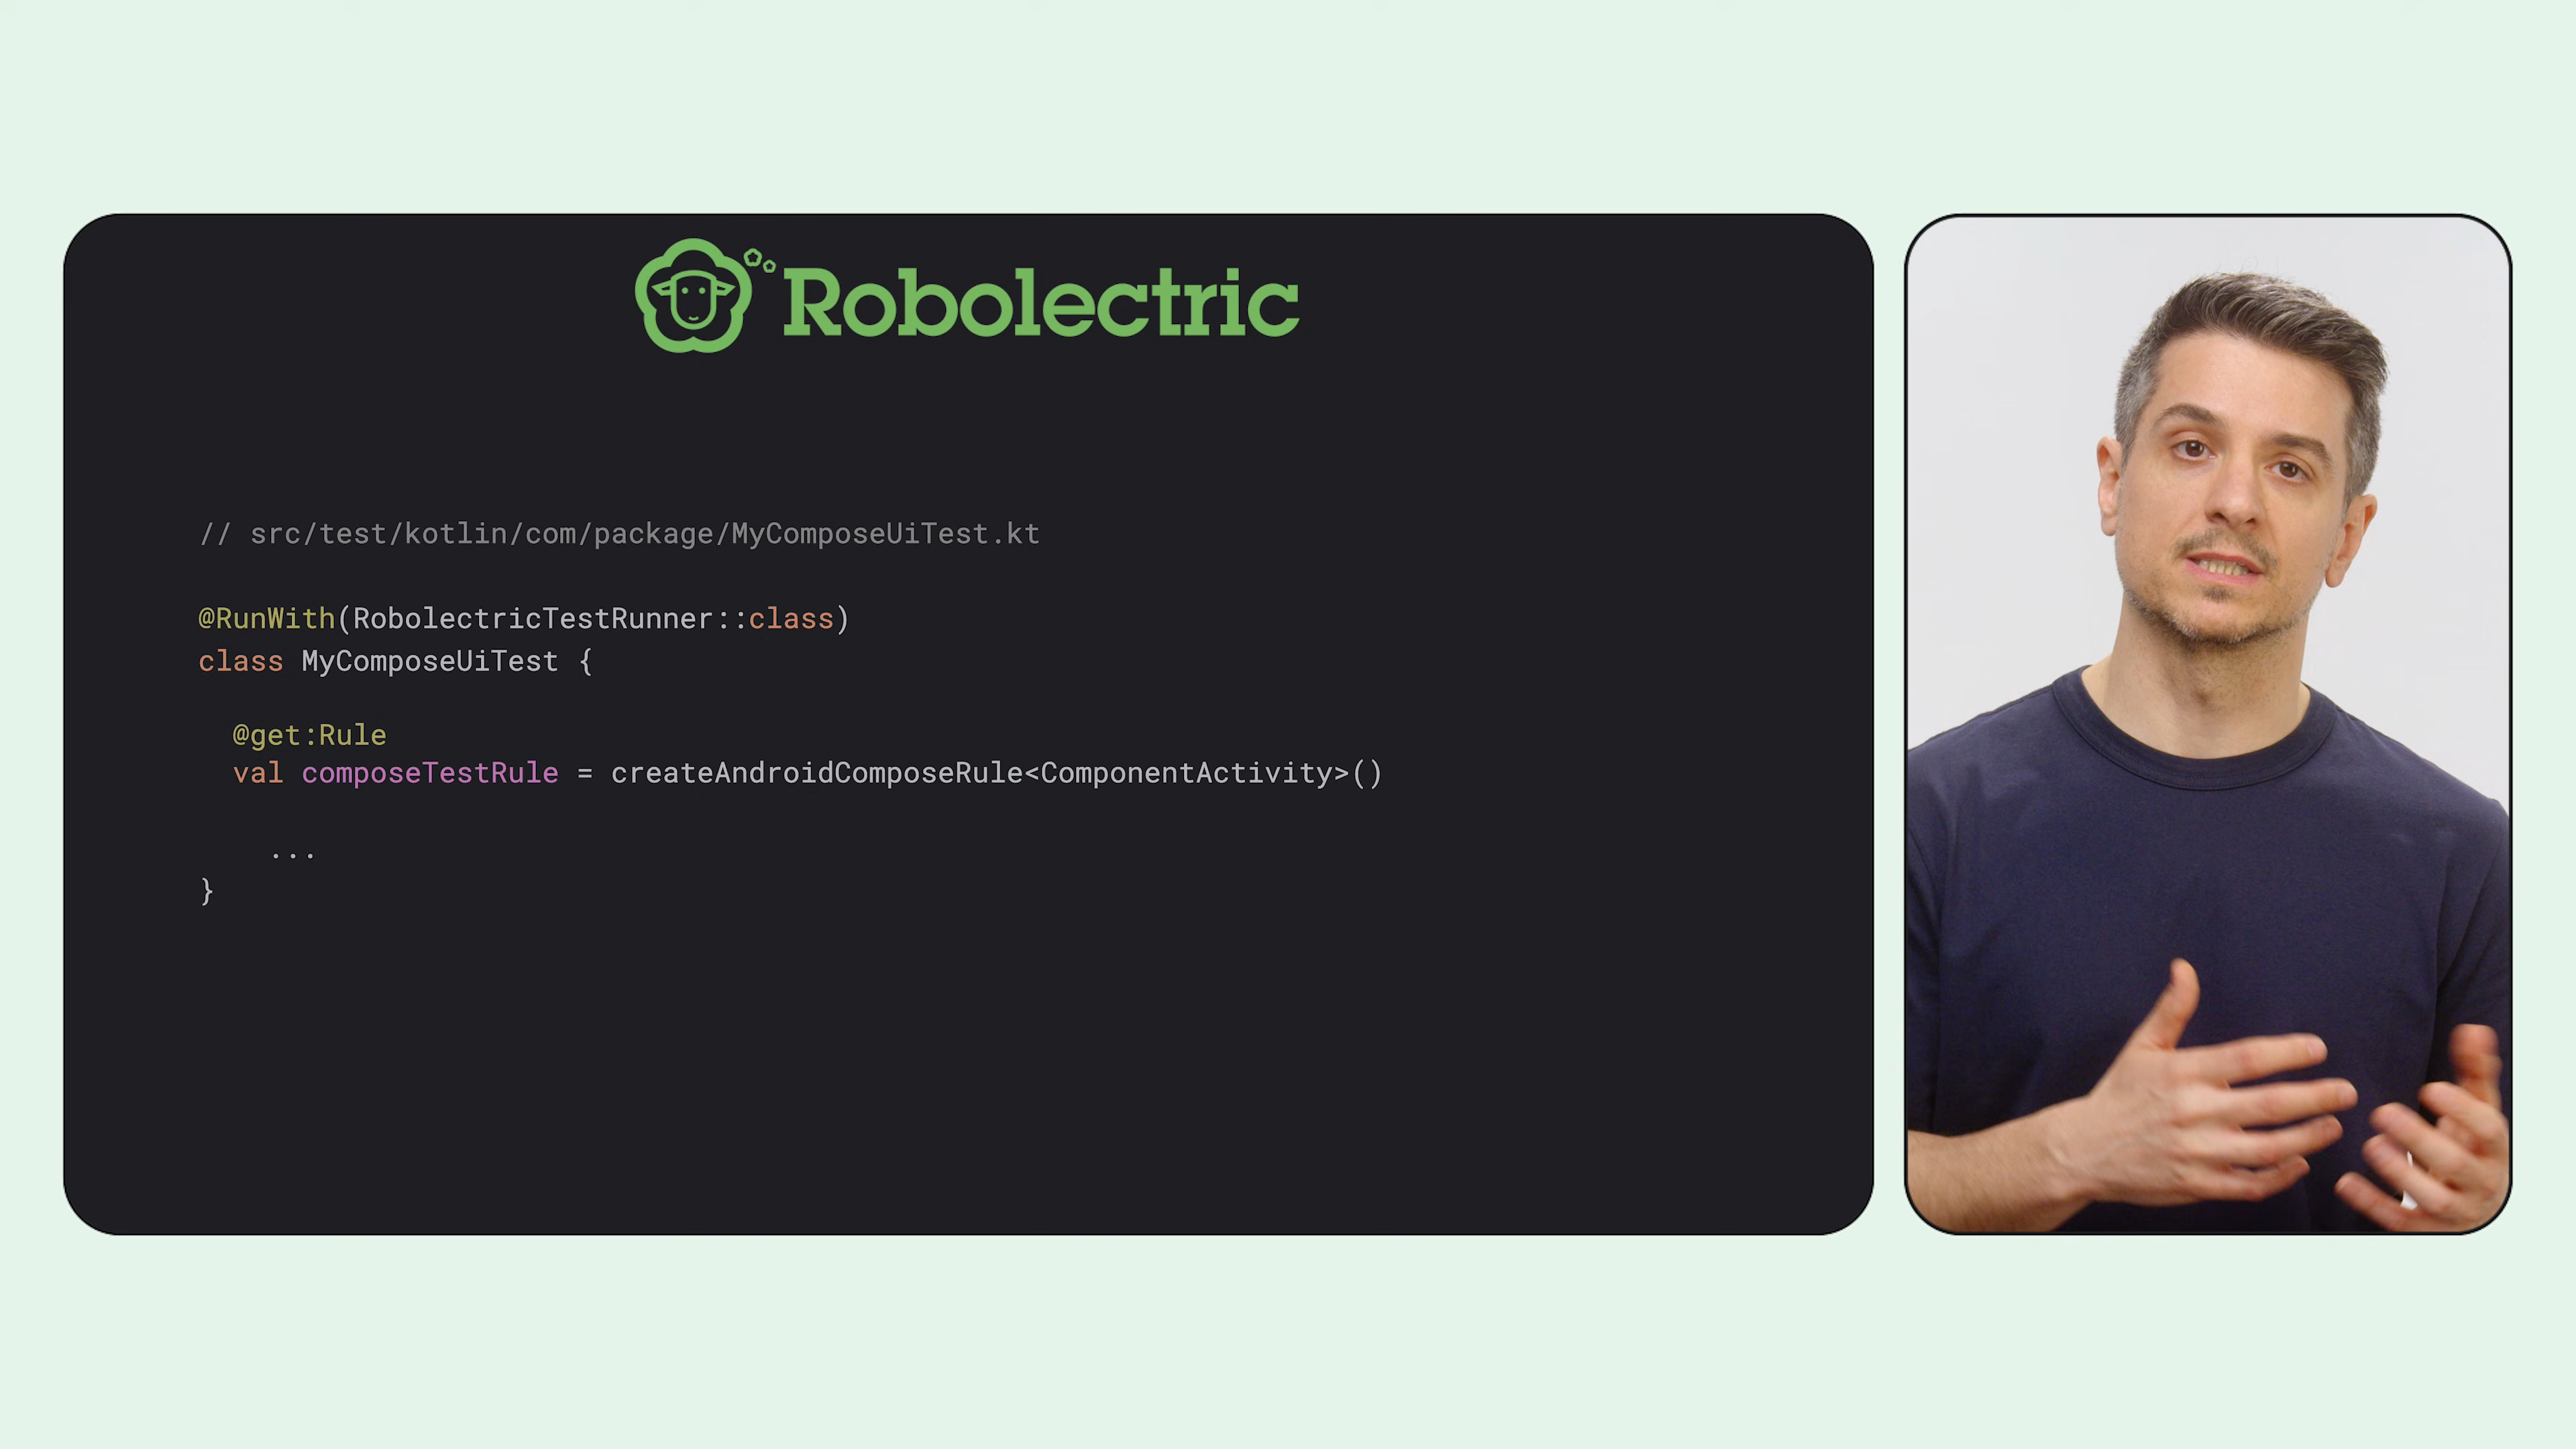 Robolectric
// src/test/kotlin/com/package/MyComposeUiTest.kt
@RunWith(RobolectricTestRunner::class)
class MyComposeUiTest {
@get:Rule
val composeTestRule = createAndroidComposeRule<ComponentActivity>()
...
}